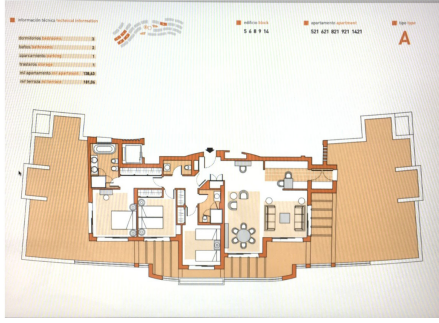 información técnica technical information
dormitorios bedrooms 3
baños bathrooms 3
aparcamiento parking 1
trastero storage 1
m² apartamento m² apartment 138,65
m² terraza m² terrace 191,06
edificio block
5 6 8 9 14
apartamento apartment
521 621 821 921 1421
tipo type
A